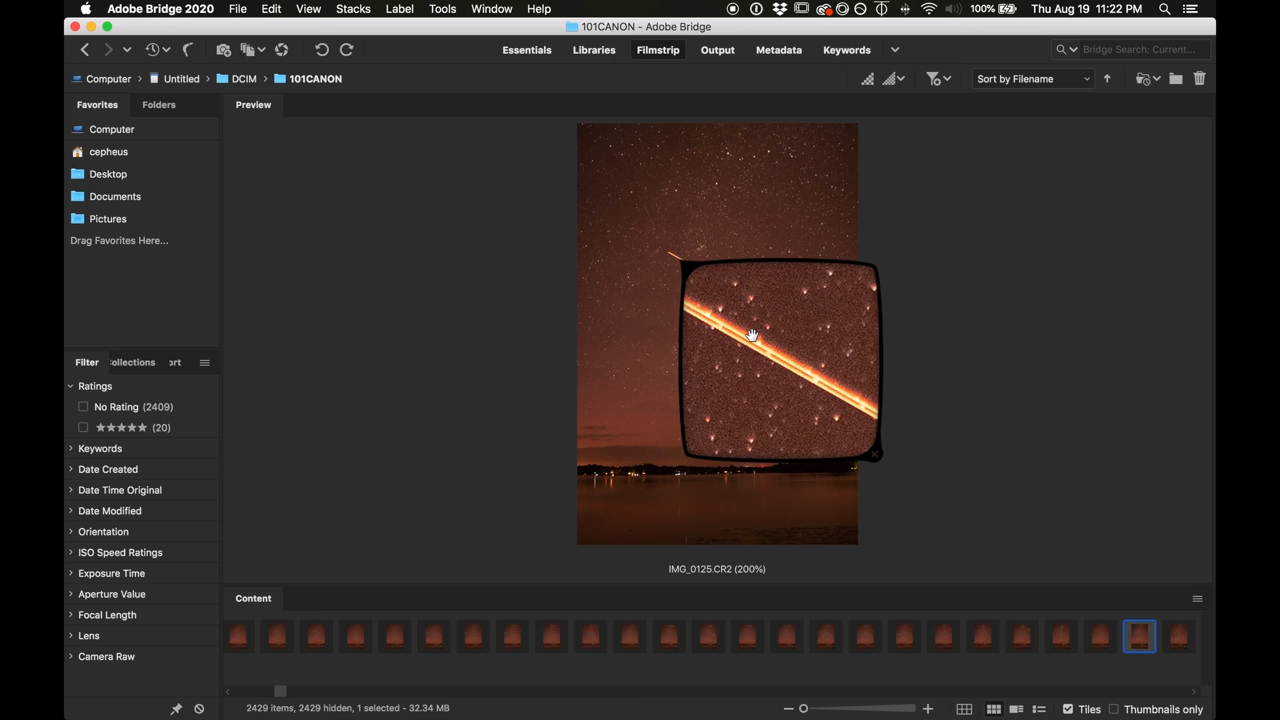 Adobe Bridge 2020 File Edit View Stacks Label Tools Window Help 100% Thu Aug 19 11:22 PM
101CANON - Adobe Bridge
Essentials Libraries Filmstrip Output Metadata Keywords Bridge Search: Current...
Computer Untitled DCIM 101CANON Sort by Filename
Favorites Folders Preview
Computer
cepheus
Desktop
Documents
Pictures
Drag Favorites Here...
Filter ollections ort
Ratings
No Rating (2409)
★★★★★ (20)
Keywords
Date Created
Date Time Original
Date Modified
Orientation
ISO Speed Ratings
Exposure Time
Aperture Value
Focal Length
Lens
Camera Raw
IMG_0125.CR2 (200%)
Content
2429 items, 2429 hidden, 1 selected - 32.34 MB Tiles Thumbnails only